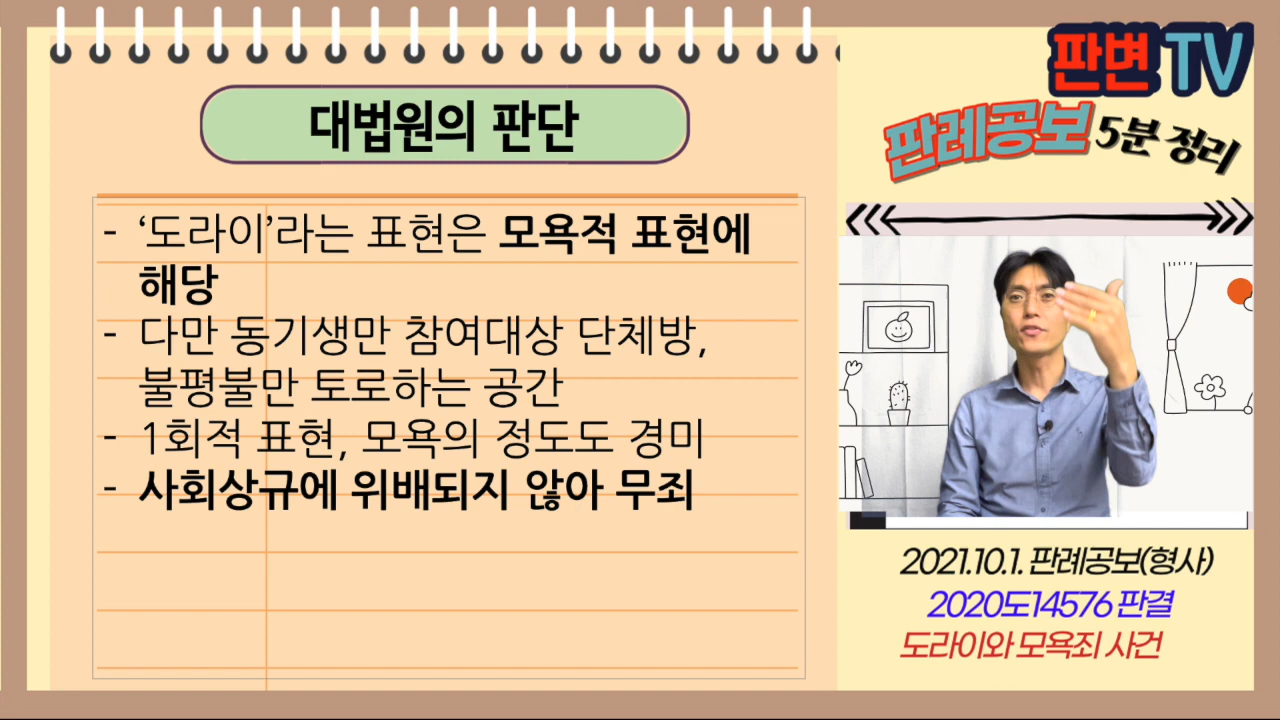 대법원의 판단
- ‘도라이’라는 표현은 모욕적 표현에
해당
- 다만 동기생만 참여대상 단체방,
불평불만 토로하는 공간
- 1회적 표현, 모욕의 정도도 경미
- 사회상규에 위배되지 않아 무죄
판변 TV
판례공보 5분 정리
2021.10.1. 판례공보(형사)
2020도14576 판결
도라이와 모욕죄 사건